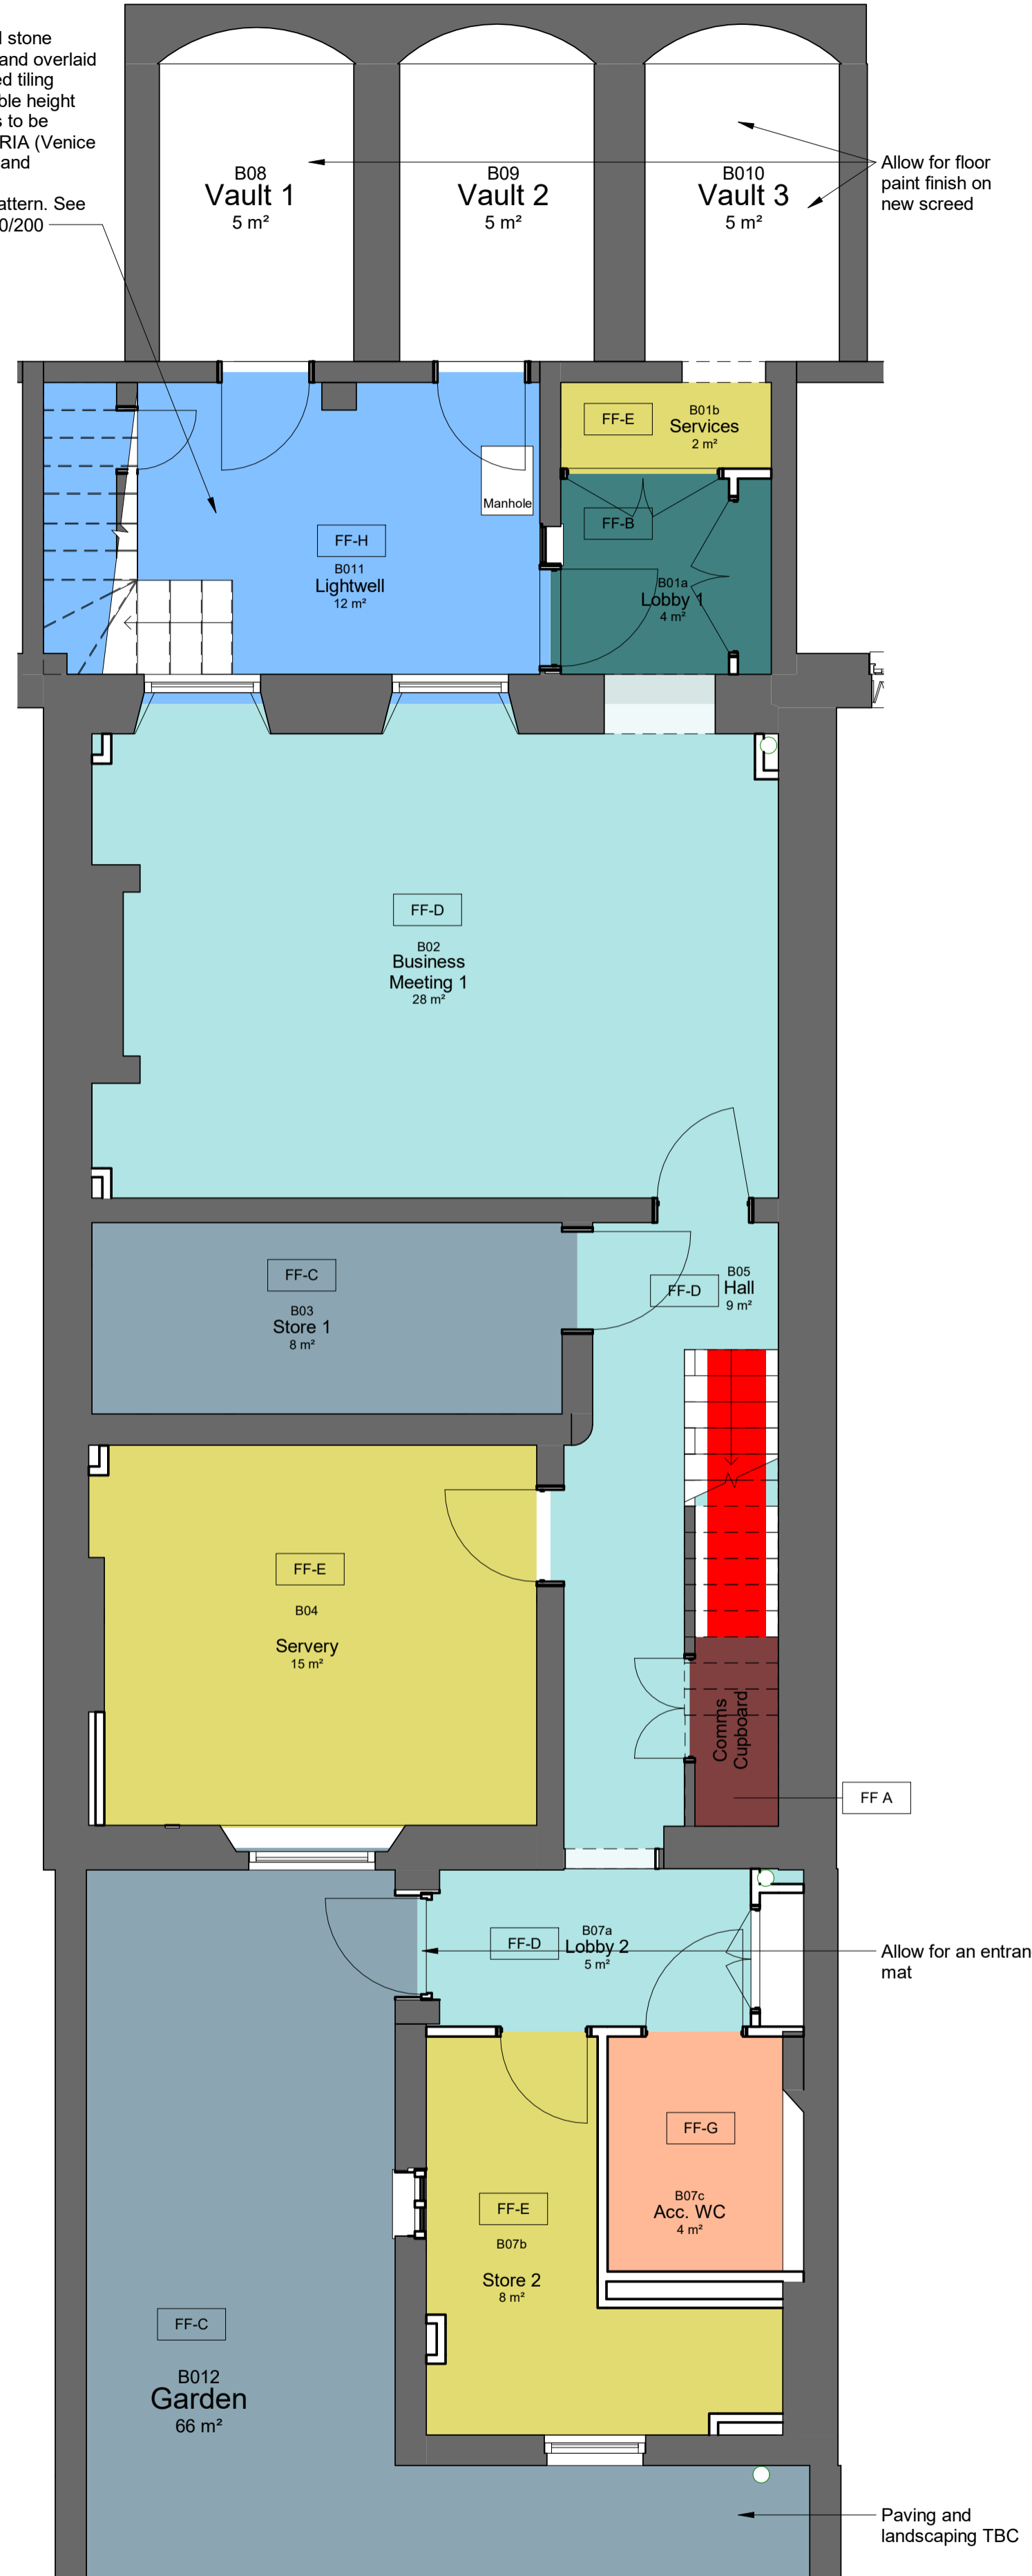 stone
and overlaid
ed tiling
ble height
s to be
RIA (Venice
and
attern. See
0/200
B08
Vault 1
5 m²
B09
Vault 2
5 m²
B010
Vault 3
5 m²
Allow for floor
paint finish on
new screed
FF-E
B01b
Services
2 m²
Manhole
FF-B
FF-H
B011
Lightwell
12 m²
B01a
Lobby 1
4 m²
FF-D
B02
Business
Meeting 1
28 m²
FF-C
B03
Store 1
8 m²
FF-D
B05
Hall
9 m²
FF-E
B04
Servery
15 m²
Comms
Cupboard
FF A
FF-D
B07a
Lobby 2
5 m²
Allow for an entran
mat
FF-G
B07c
Acc. WC
4 m²
FF-E
B07b
Store 2
8 m²
FF-C
B012
Garden
66 m²
Paving and
landscaping TBC